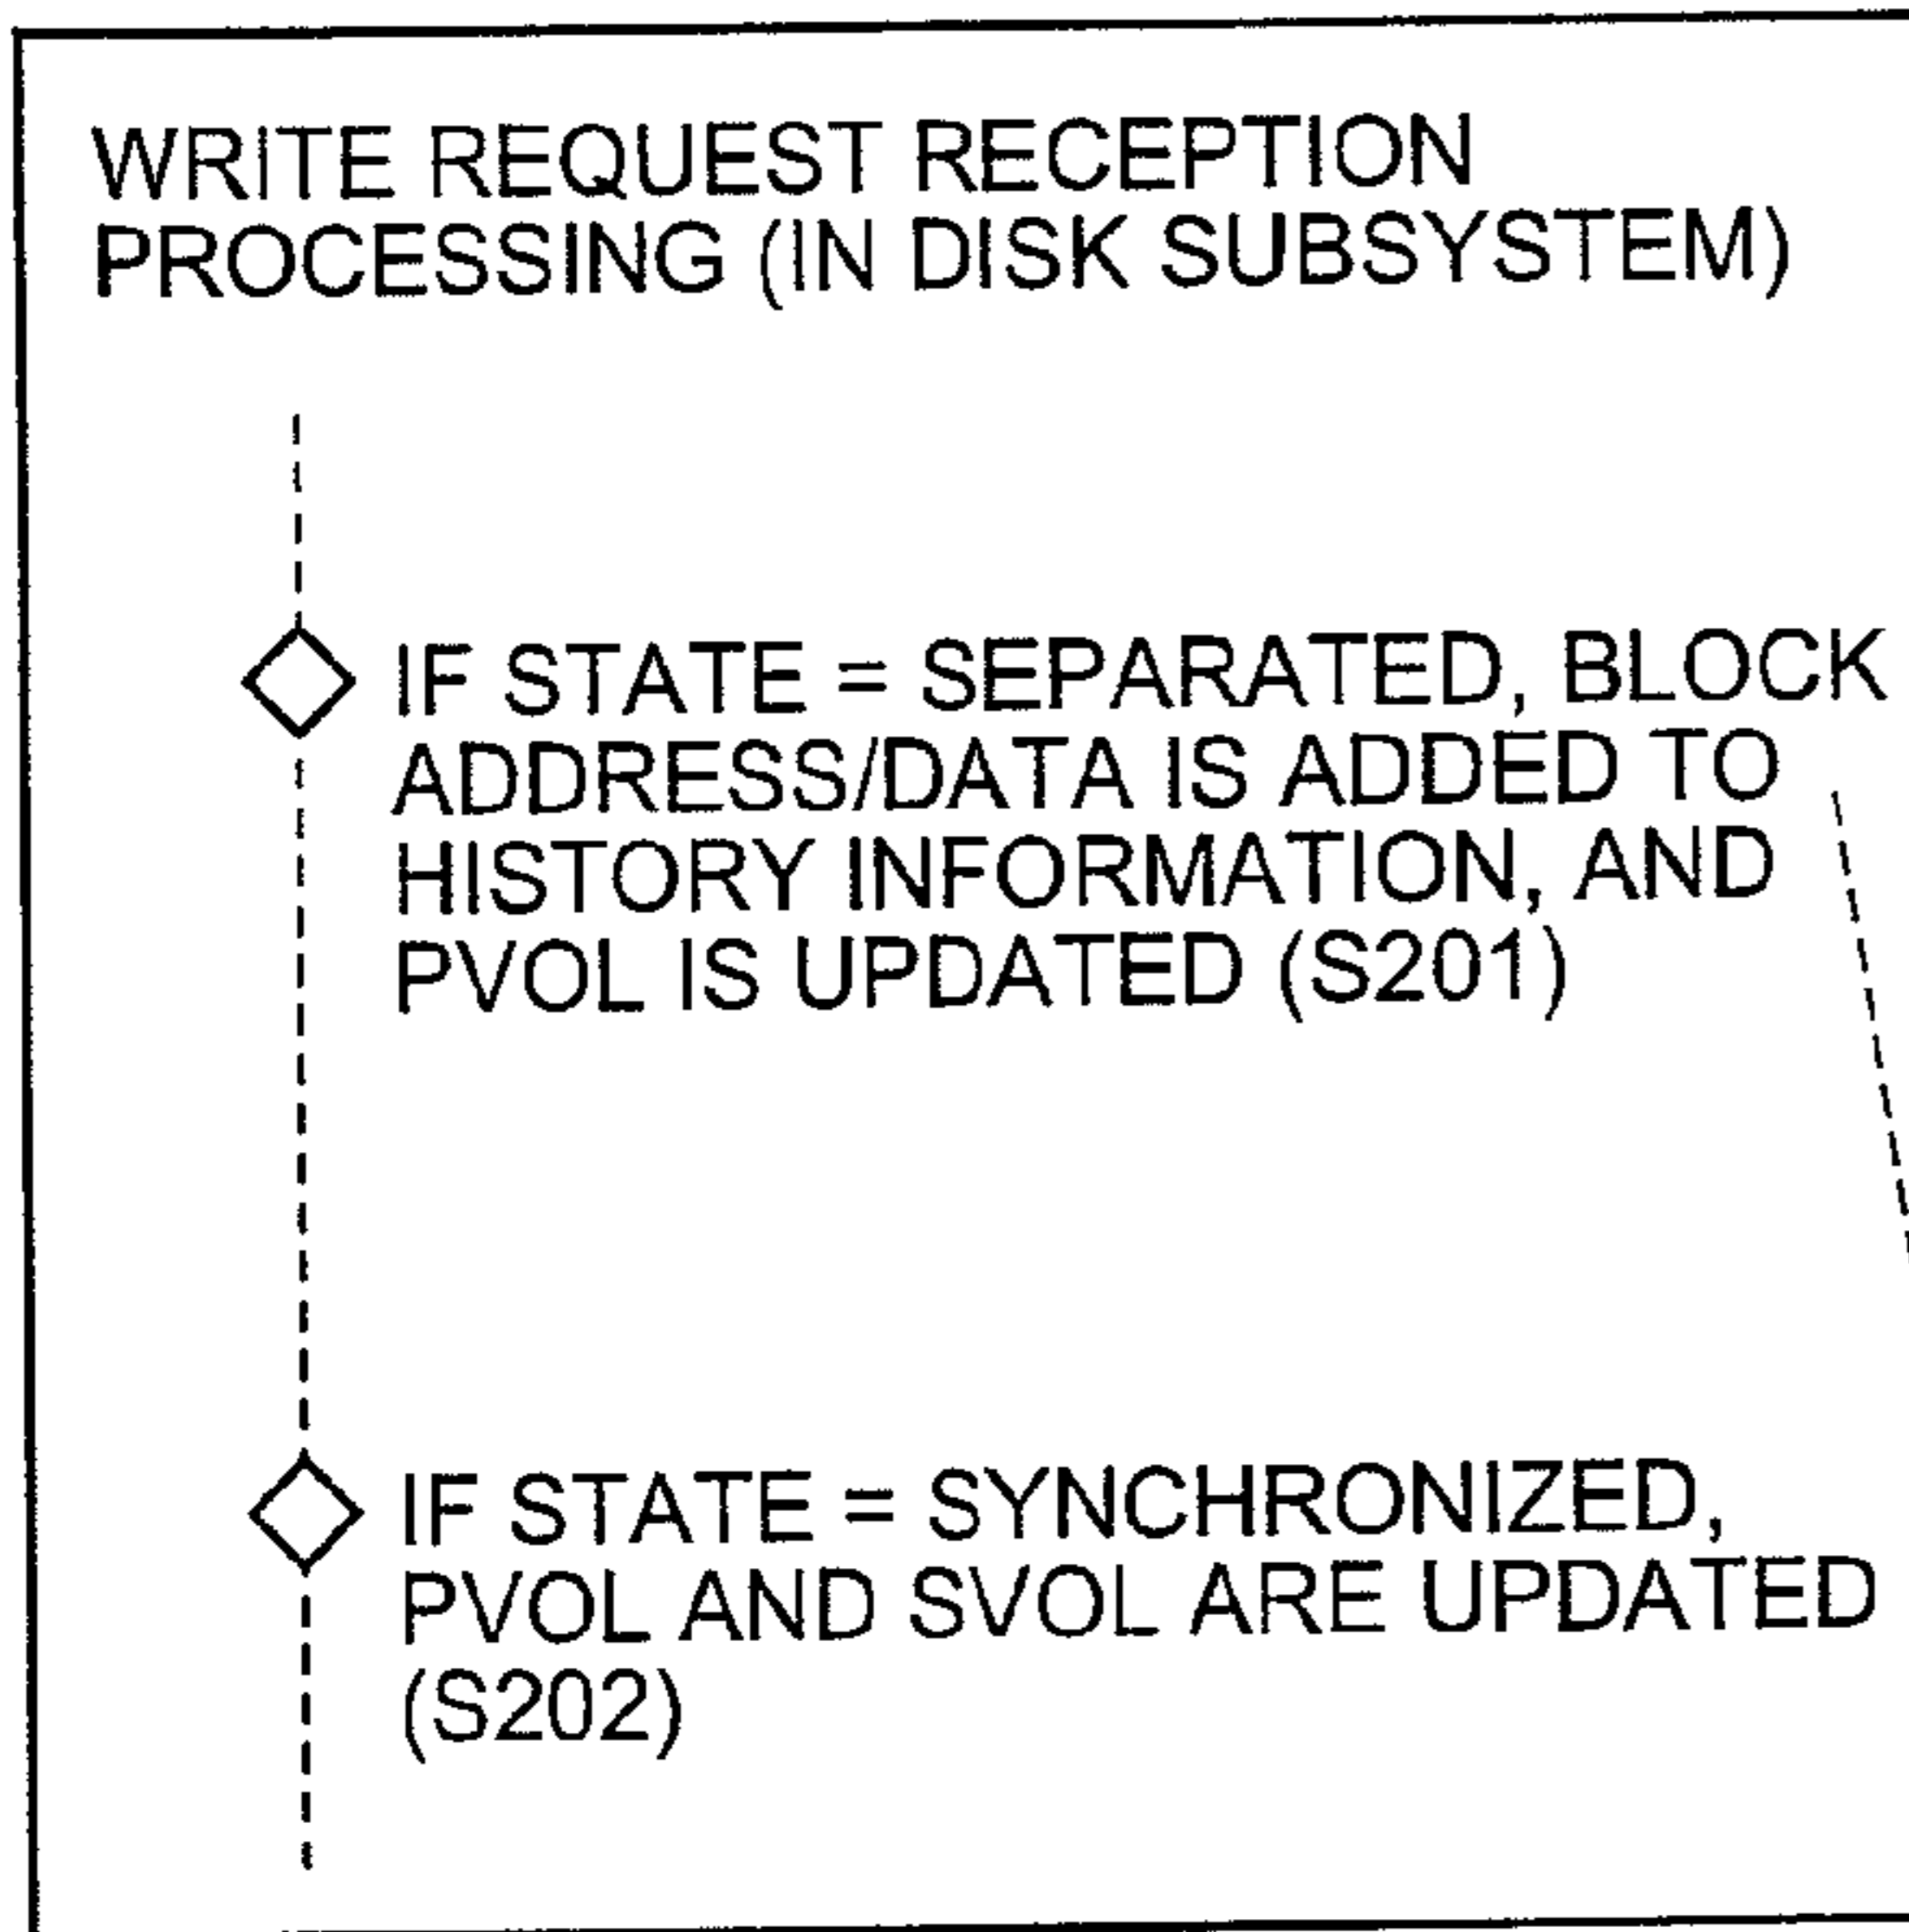 WRITE REQUEST RECEPTION
PROCESSING (IN DISK SUBSYSTEM)
IF STATE = SEPARATED, BLOCK
ADDRESS/DATA IS ADDED TO
HISTORY INFORMATION, AND
PVOL IS UPDATED (S201)
IF STATE = SYNCHRONIZED,
PVOL AND SVOL ARE UPDATED
(S202)